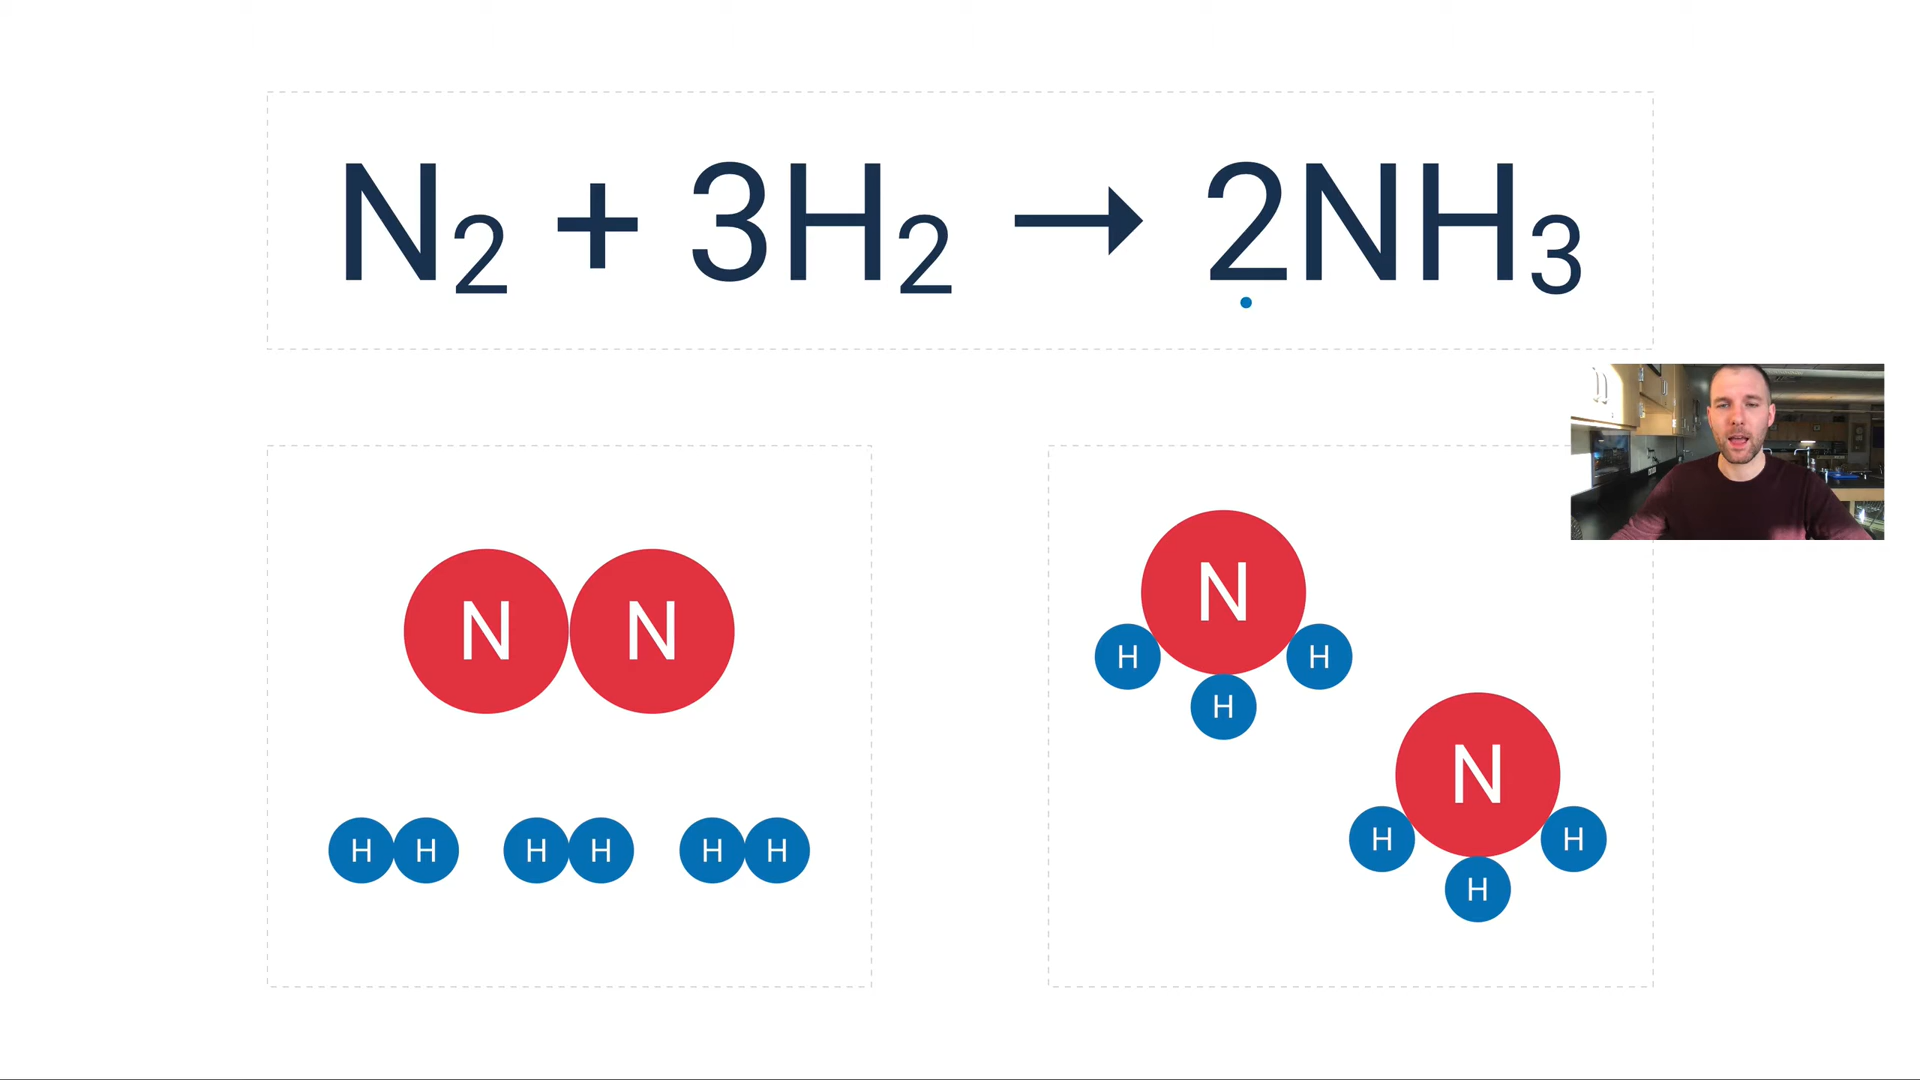 N₂ + 3H₂ → 2NH₃
N N
H H H H H H
N
H H
H
N
H H
H